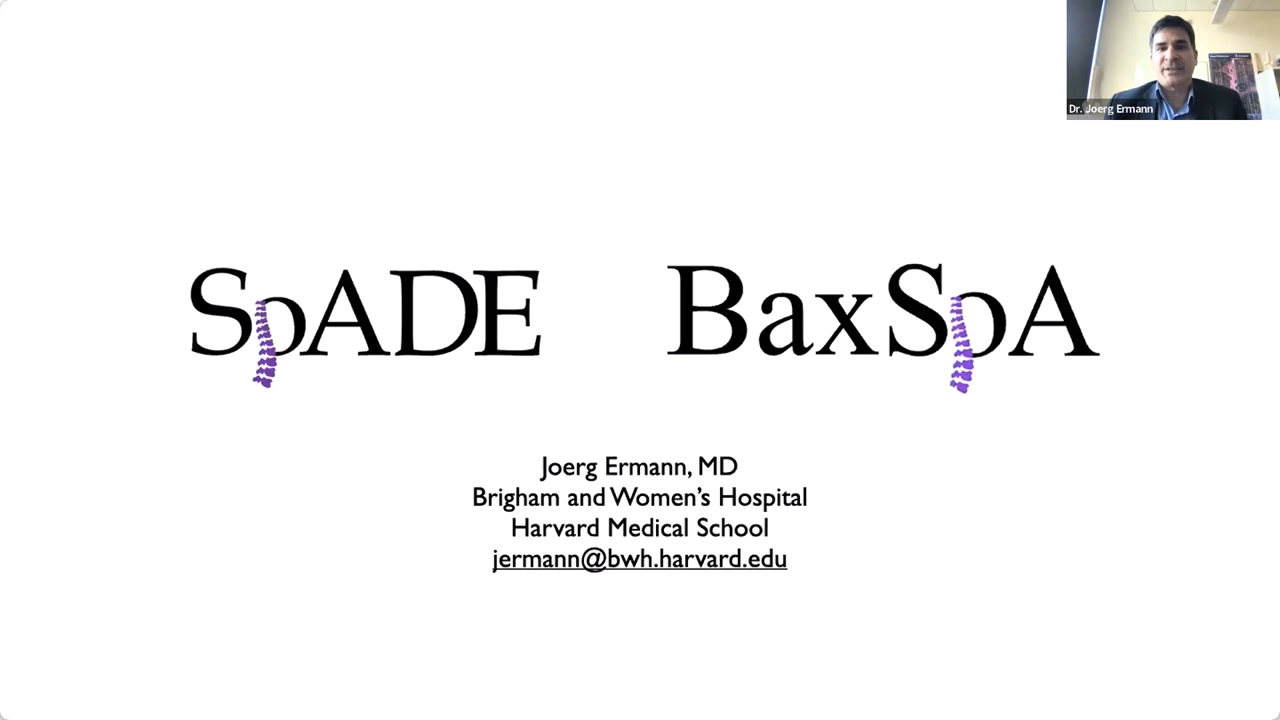 Dr. Joerg Ermann
SpADE
BaxSpA
Joerg Ermann, MD
Brigham and Women's Hospital
Harvard Medical School
jermann@bwh.harvard.edu